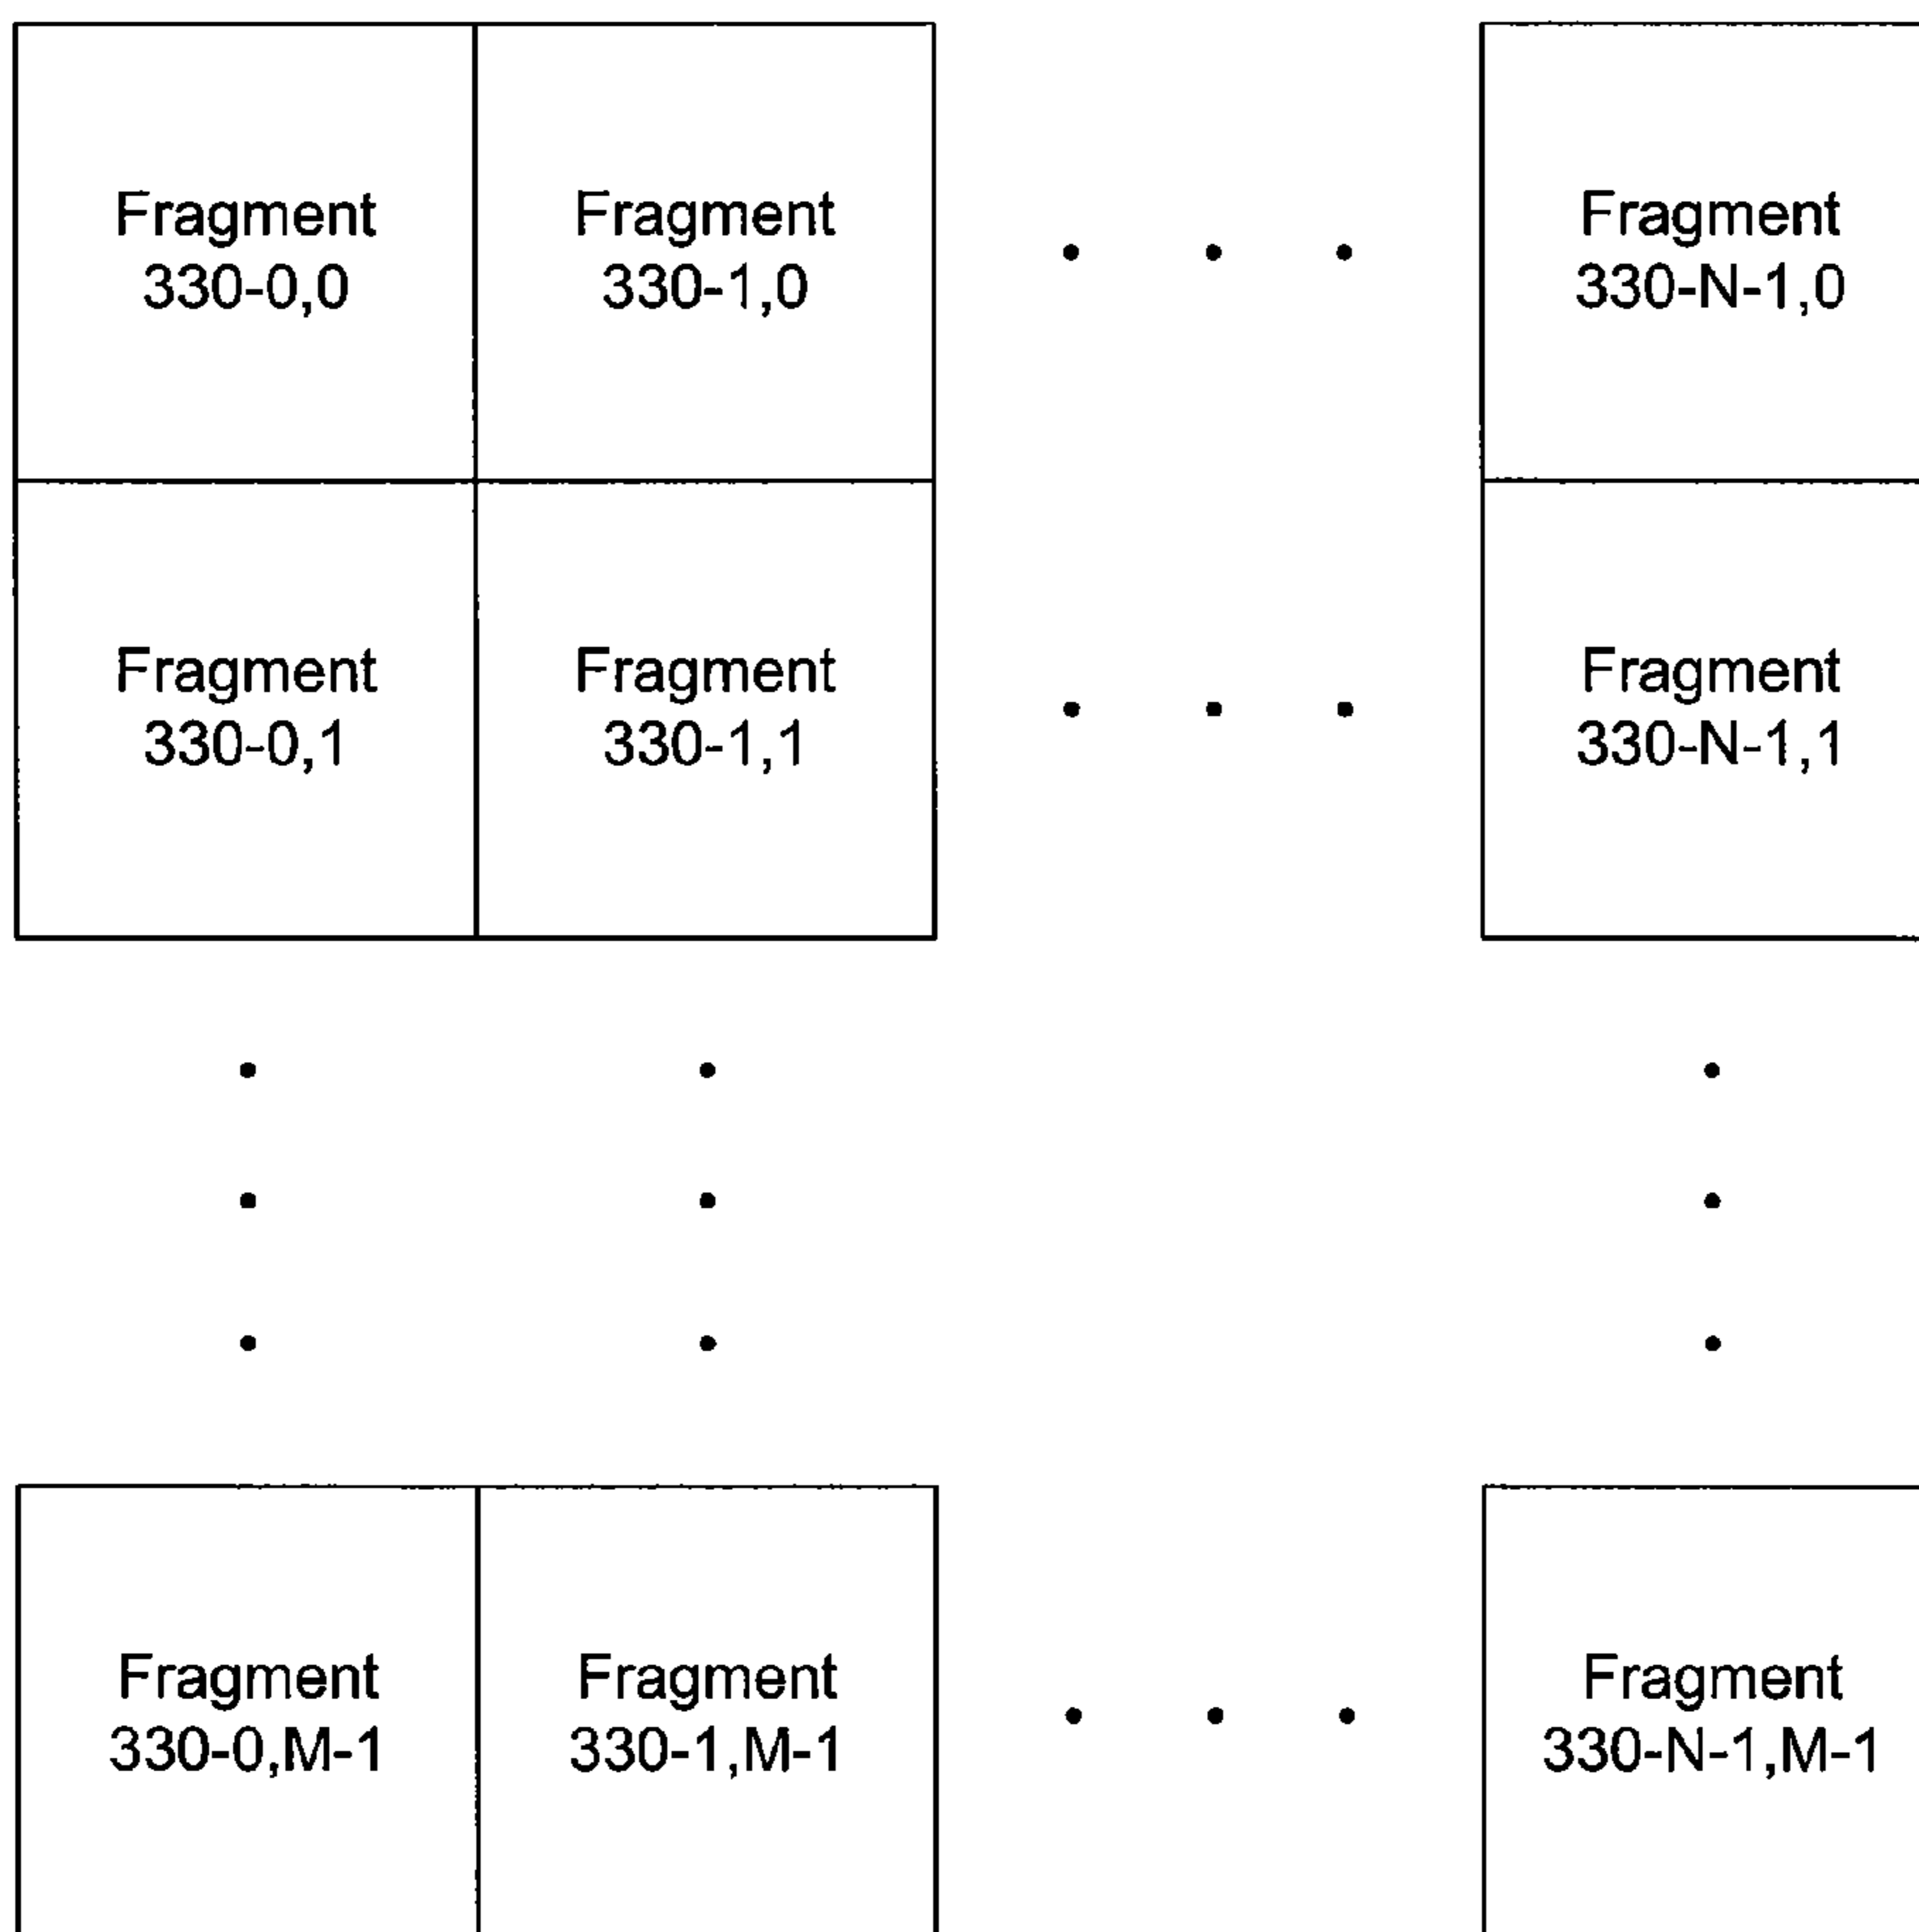 Fragment
330-0,0
Fragment
330-1,0
Fragment
330-N-1,0
Fragment
330-0,1
Fragment
330-1,1
Fragment
330-N-1,1
Fragment
330-0,M-1
Fragment
330-1,M-1
Fragment
330-N-1,M-1